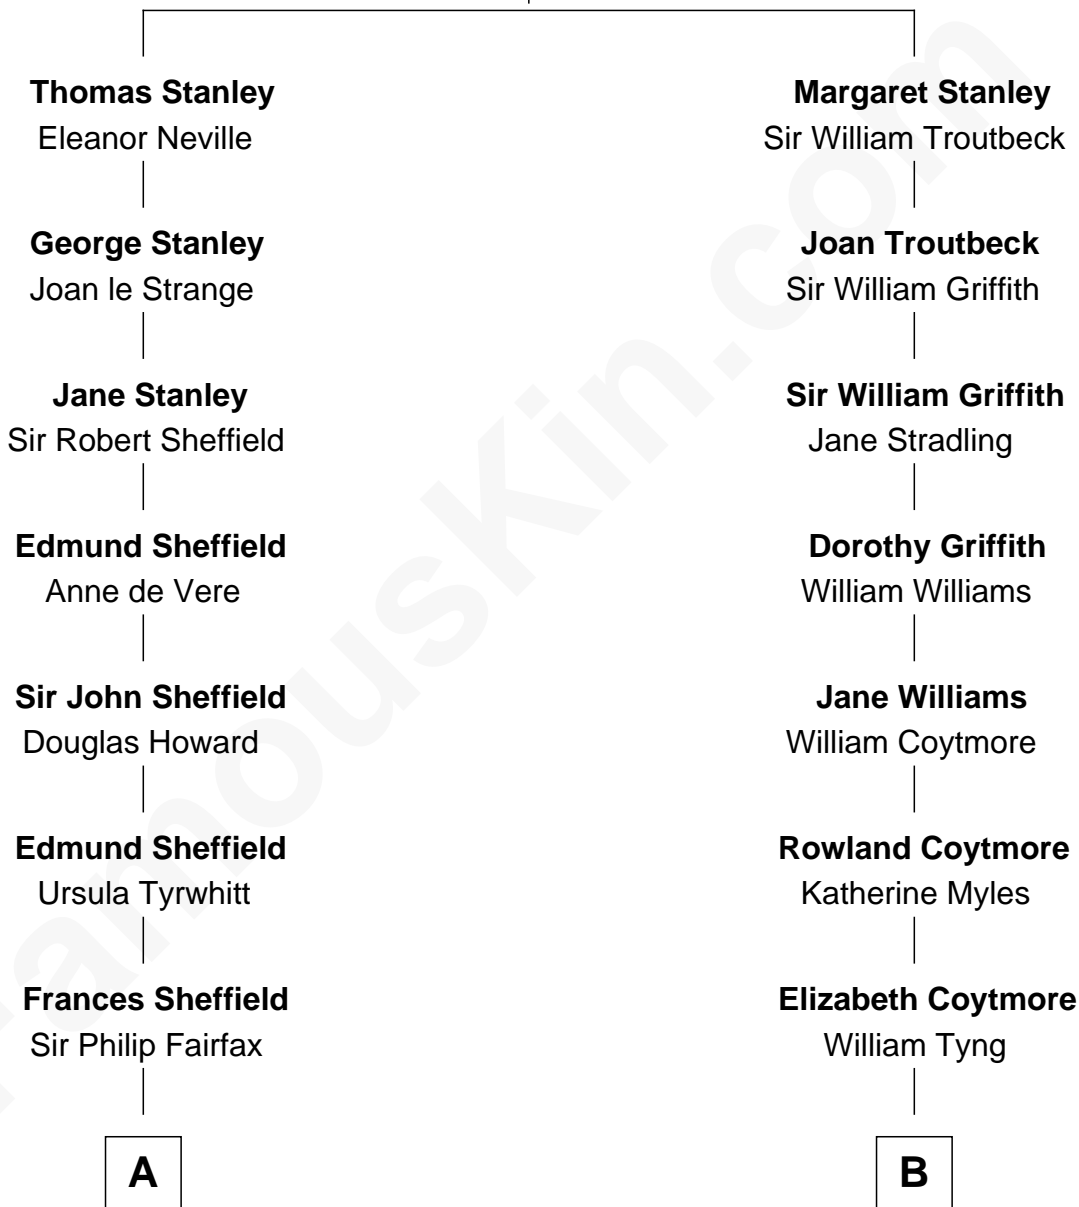 Thomas Stanley
Eleanor Neville
George Stanley
Joan le Strange
Jane Stanley
Sir Robert Sheffield
Edmund Sheffield
Anne de Vere
Sir John Sheffield
Douglas Howard
Edmund Sheffield
Ursula Tyrwhitt
Frances Sheffield
Sir Philip Fairfax
A
Margaret Stanley
Sir William Troutbeck
Joan Troutbeck
Sir William Griffith
Sir William Griffith
Jane Stradling
Dorothy Griffith
William Williams
Jane Williams
William Coytmore
Rowland Coytmore
Katherine Myles
Elizabeth Coytmore
William Tyng
B
FamousKin.com